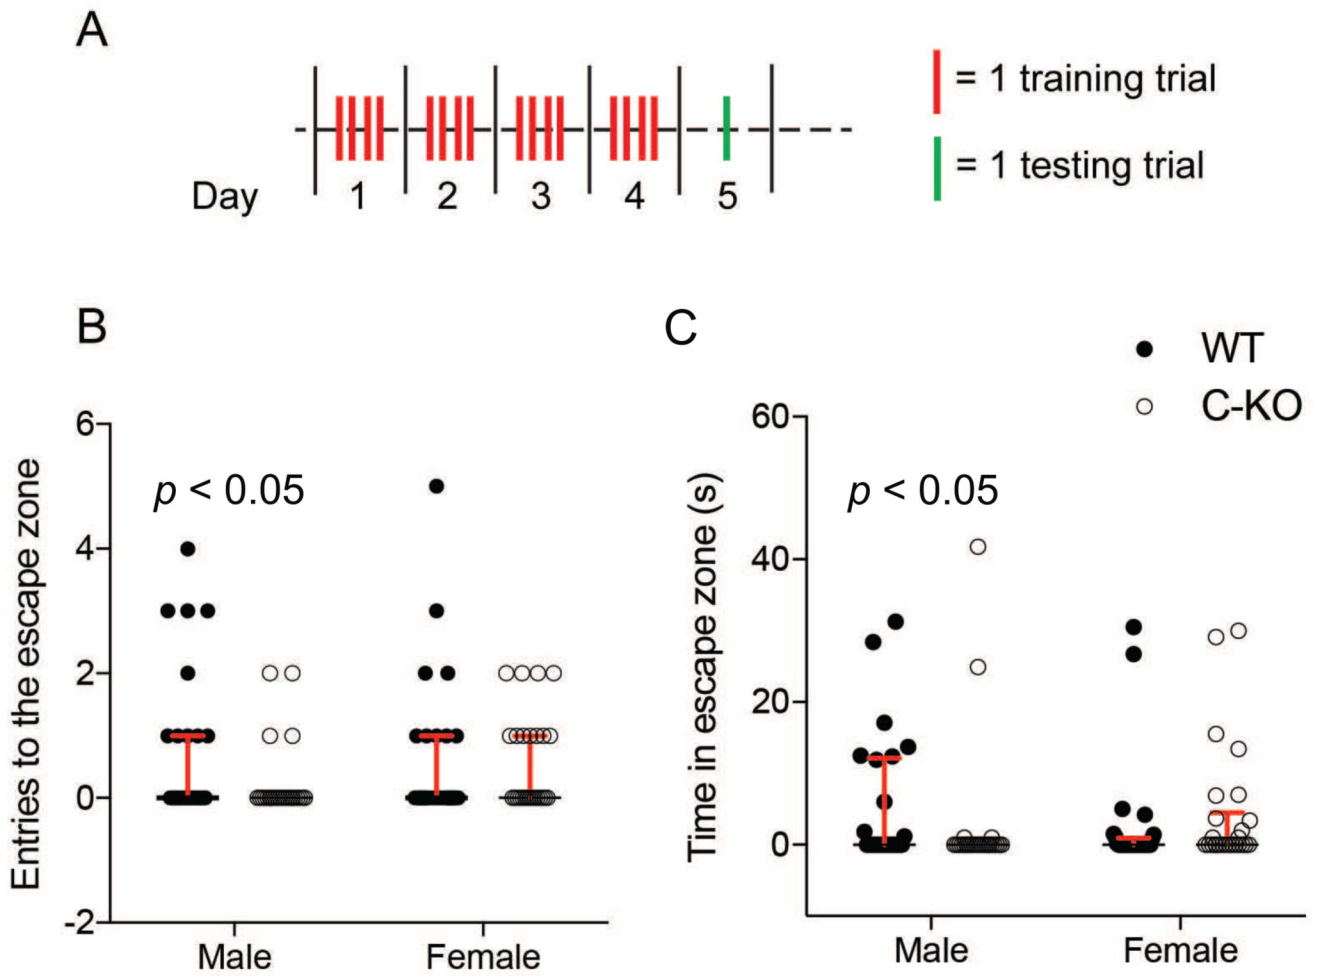 A
= 1 training trial
= 1 testing trial
Day 1 2 3 4 5
B
C
WT
C-KO
Entries to the escape zone
6
4
2
0
-2
p < 0.05
Male Female
Time in escape zone (s)
60
40
20
0
p < 0.05
Male Female